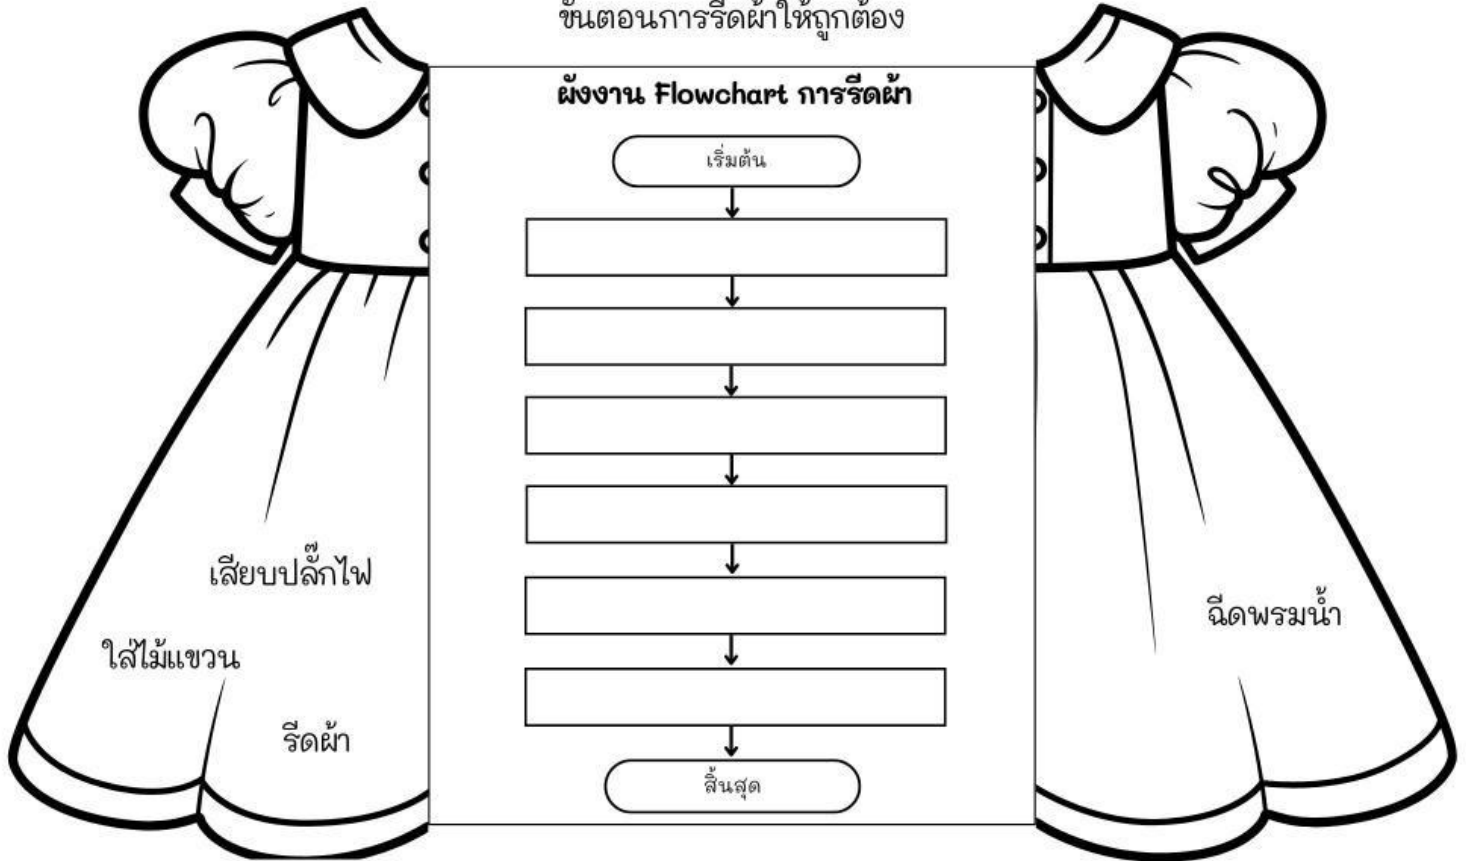 ขั้นตอนการรีดผ้าให้ถูกต้อง
ผังงาน Flowchart การรีดผ้า
เริ่มต้น
เสียบปลั๊กไฟ
ฉีดพรมน้ำ
ใส่ไม้แขวน
รีดผ้า
สิ้นสุด